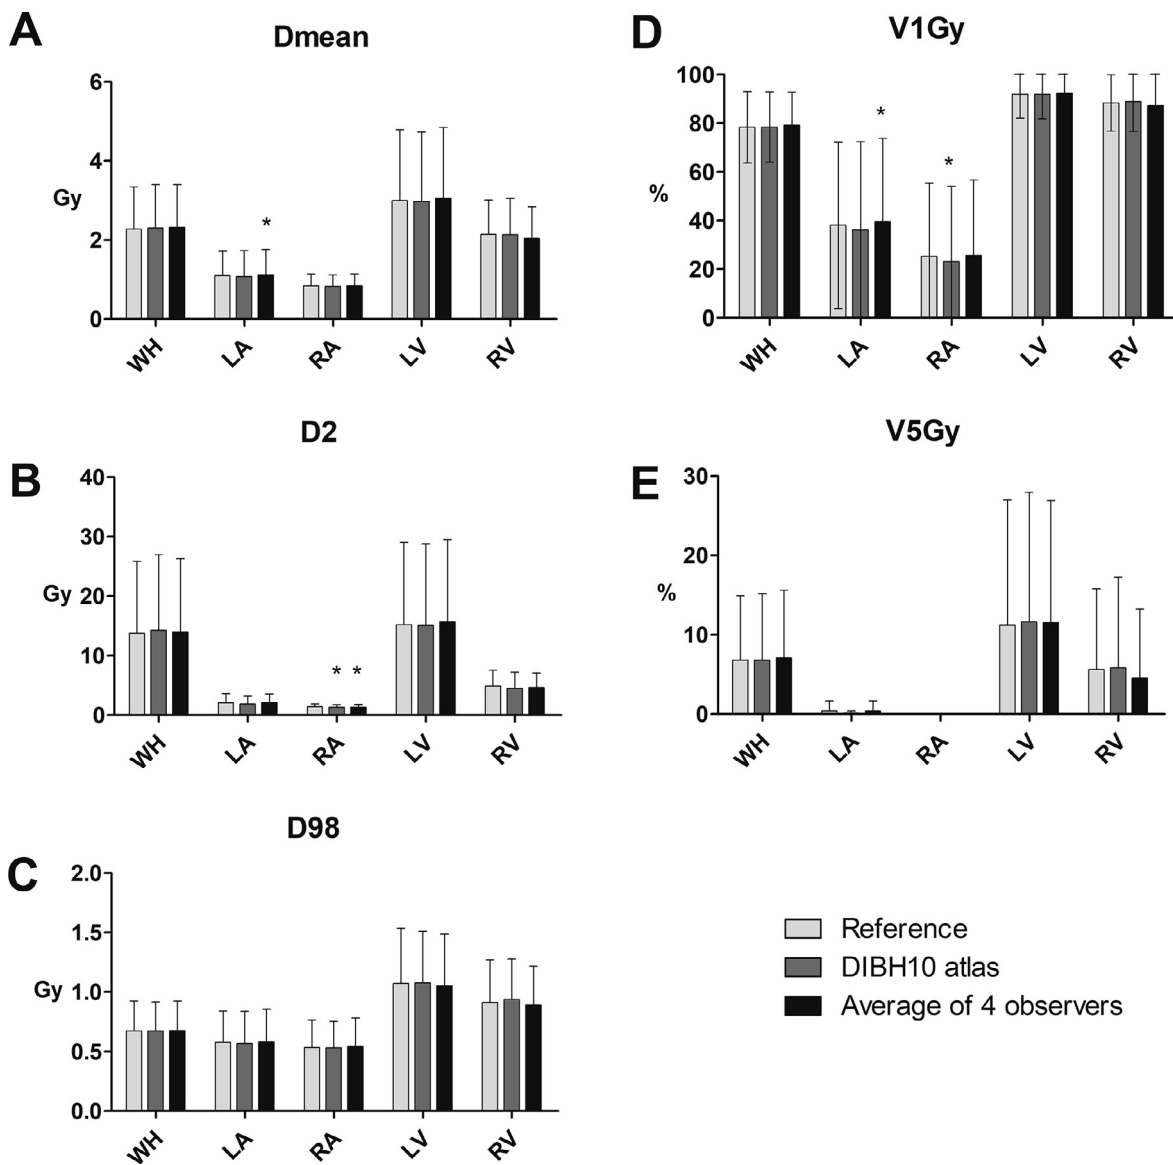 A
Dmean
6
4
Gy
2
0
WH LA RA LV RV
*
D
V1Gy
100
80
60
%
40
20
0
WH LA RA LV RV
* *
B
D2
40
30
Gy 20
10
0
WH LA RA LV RV
* *
E
V5Gy
30
20
%
10
0
WH LA RA LV RV
C
D98
2.0
1.5
Gy 1.0
0.5
0.0
WH LA RA LV RV
Reference
DIBH10 atlas
Average of 4 observers